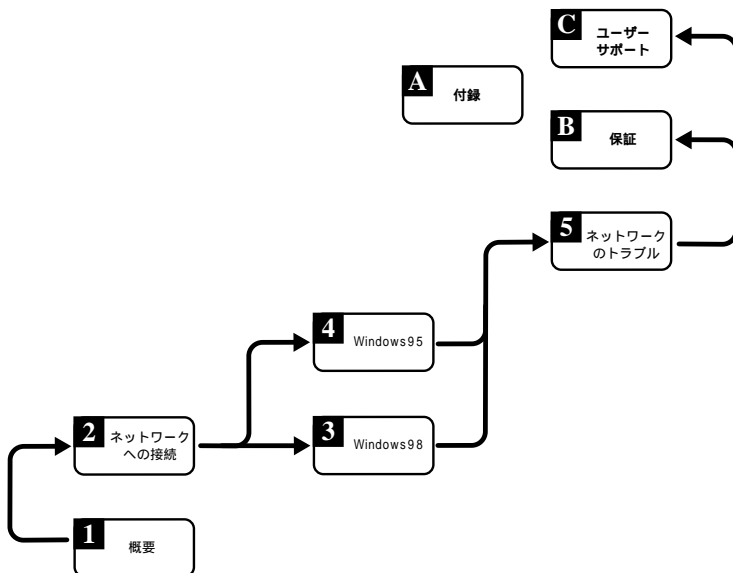 C
ユーザー
サポート
A
付録
B
保証
5
ネットワーク
のトラブル
4
Windows95
3
Windows98
2
ネットワーク
への接続
1
概要